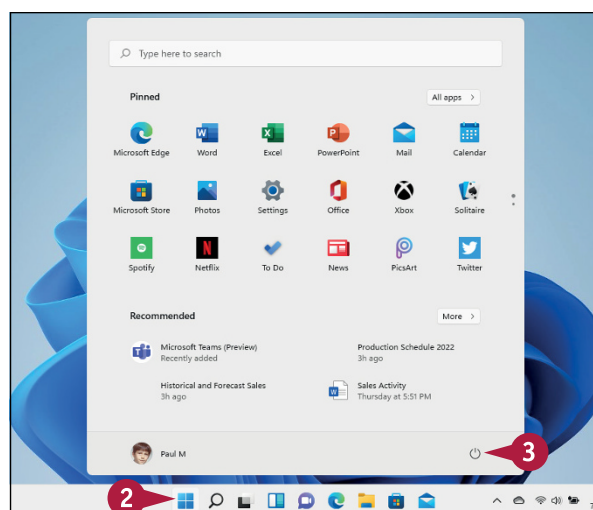 Type here to search
Pinned
All apps >
Microsoft Edge Word Excel PowerPoint Mail Calendar
Microsoft Store Photos Settings Office Xbox Solitaire
Spotify Netflix To Do News PicsArt Twitter
Recommended
More >
Microsoft Teams (Preview) Production Schedule 2022
Recently added 3h ago
Historical and Forecast Sales Sales Activity
3h ago Thursday at 5:51 PM
Paul M
3
2